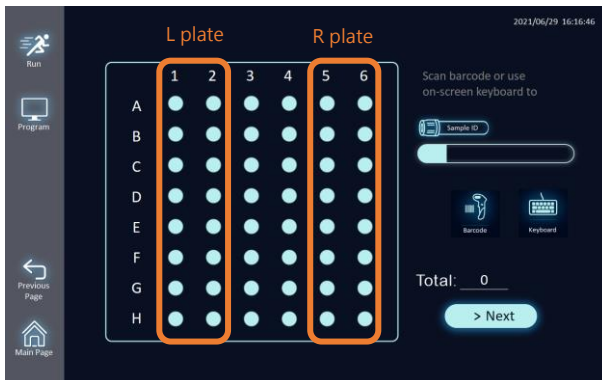 2021/06/29 16:16:46
L plate
R plate
Run
Program
Previous
Page
Main Page
1 2 3 4 5 6
A
B
C
D
E
F
G
H
Scan barcode or use
on-screen keyboard to
Sample ID
Barcode
Keyboard
Total: 0
> Next